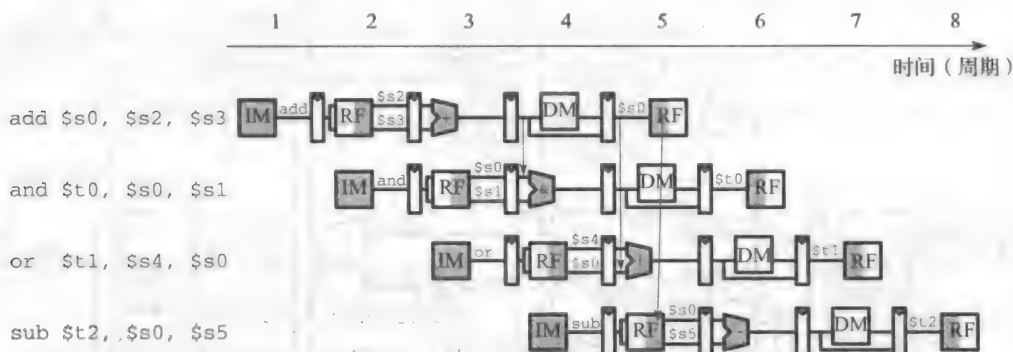 1 2 3 4 5 6 7 8
时间（周期）
add $s0, $s2, $s3 IM add RF $s2 $s3 + DM $s0 RF
and $t0, $s0, $s1 IM and RF $s0 $s1 & DM $t0 RF
or $t1, $s4, $s0 IM or RF $s4 $s0 | DM $t1 RF
sub $t2, $s0, $s5 IM sub RF $s0 $s5 - DM $t2 RF